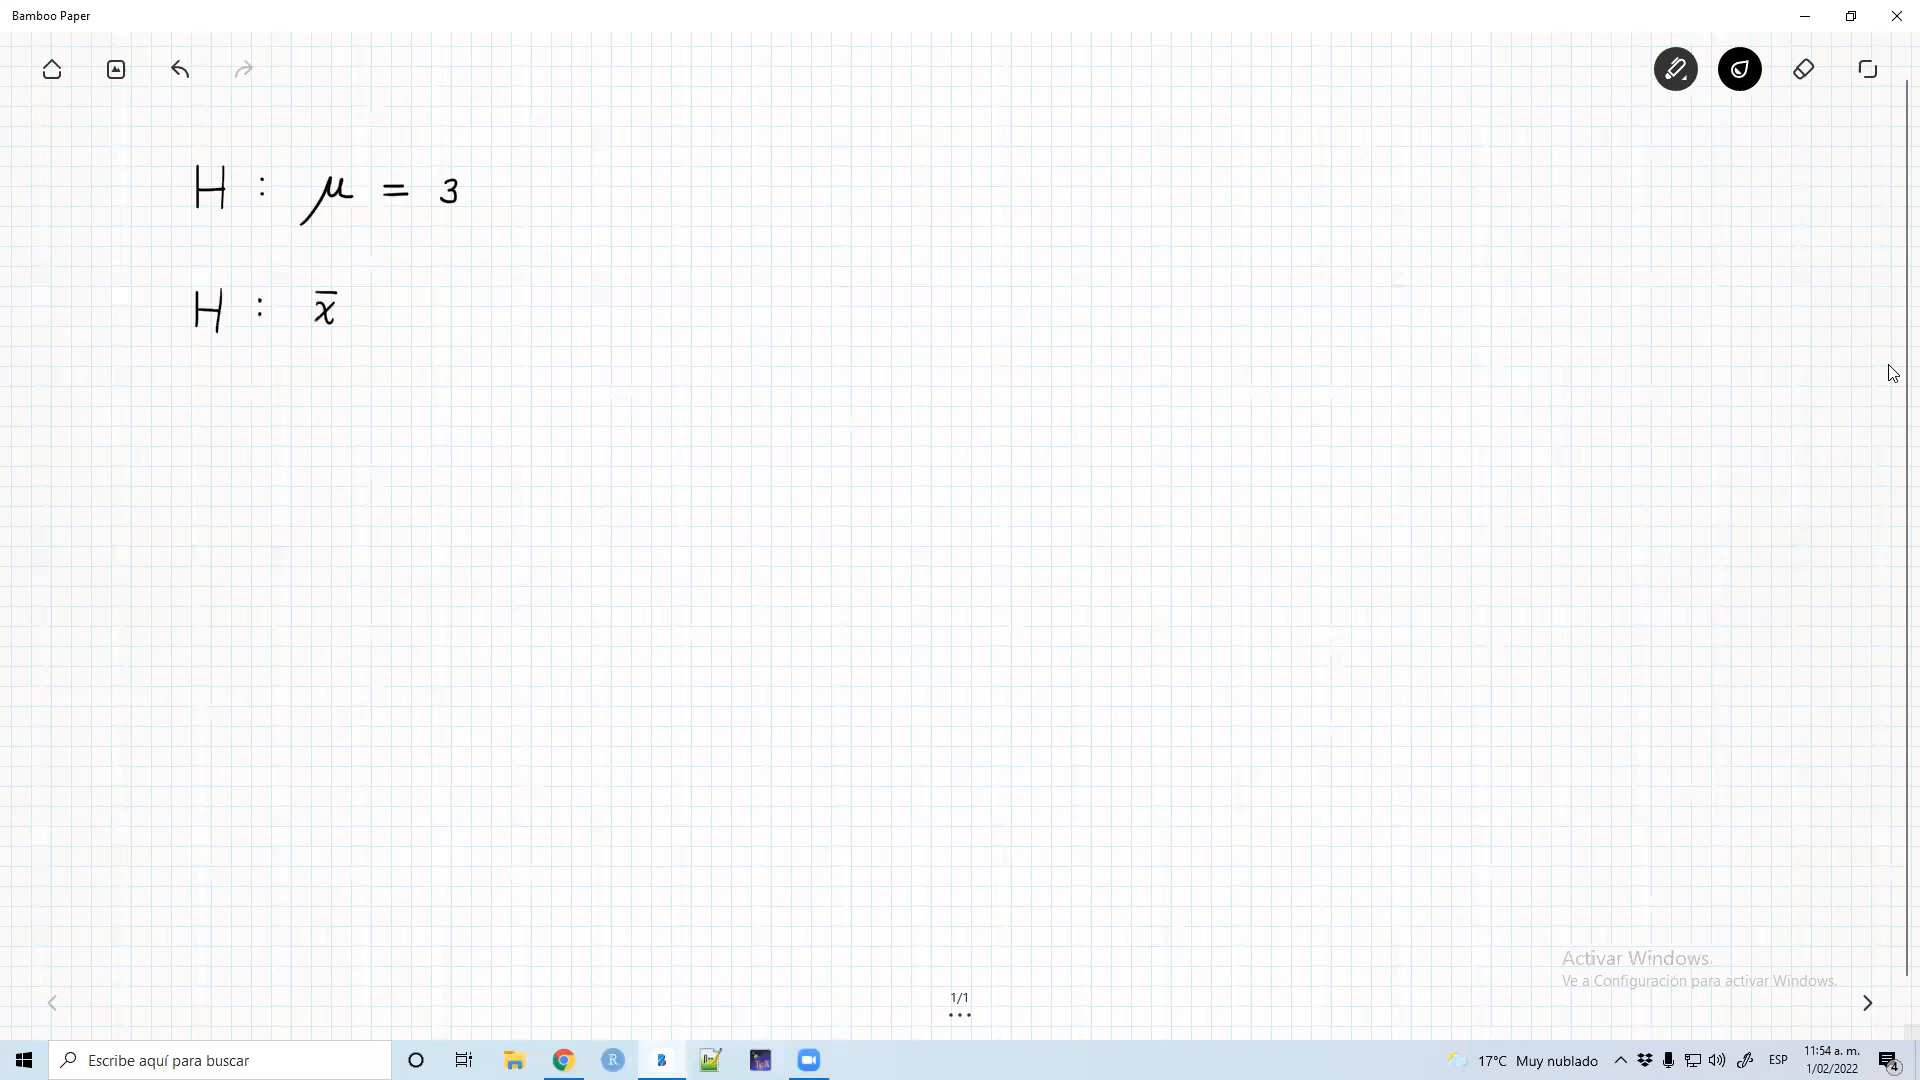 Bamboo Paper
H : μ = 3
H : x̄
Activar Windows
Ve a Configuración para activar Windows.
1/1
Escribe aquí para buscar
17°C Muy nublado
ESP
11:54 a. m.
1/02/2022
4